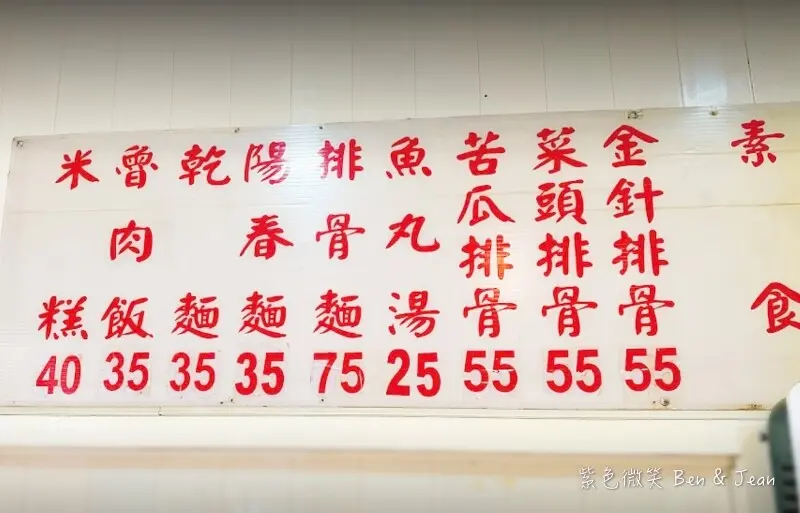 素食
金針排骨 55
菜頭排骨 55
苦瓜排骨 55
魚丸湯 25
排骨麵 75
陽春麵 35
乾麵 35
魯肉飯 35
米糕 40
紫色微笑 Ben & Jean